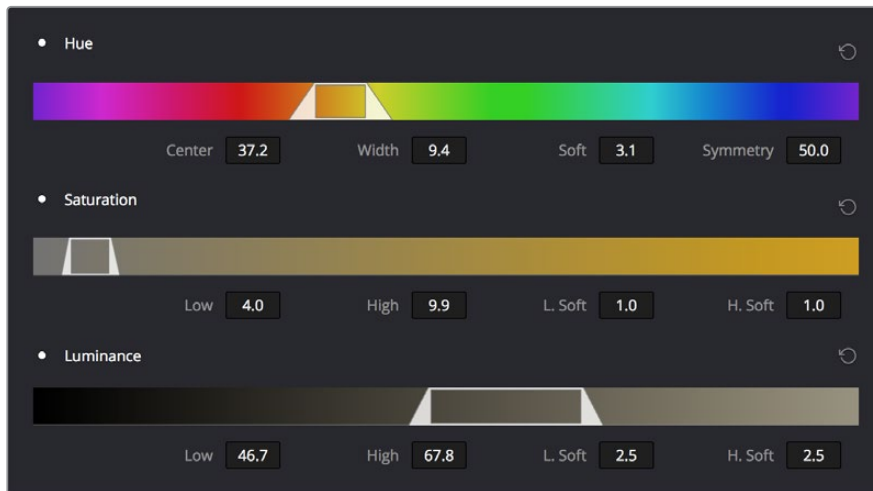 Hue
Center 37.2 Width 9.4 Soft 3.1 Symmetry 50.0
Saturation
Low 4.0 High 9.9 L. Soft 1.0 H. Soft 1.0
Luminance
Low 46.7 High 67.8 L. Soft 2.5 H. Soft 2.5